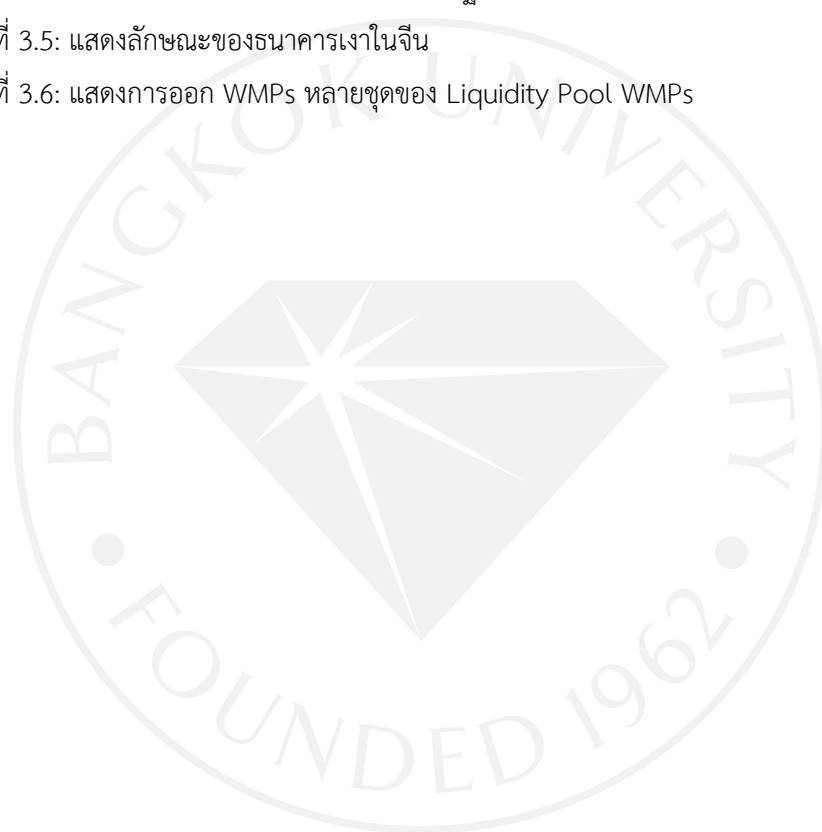 ที่ 3.5: แสดงลักษณะของธนาคารเงาในจีน
ที่ 3.6: แสดงการออก WMPs หลายชุดของ Liquidity Pool WMPs
BANGKOK UNIVERSITY
FOUNDED 1962